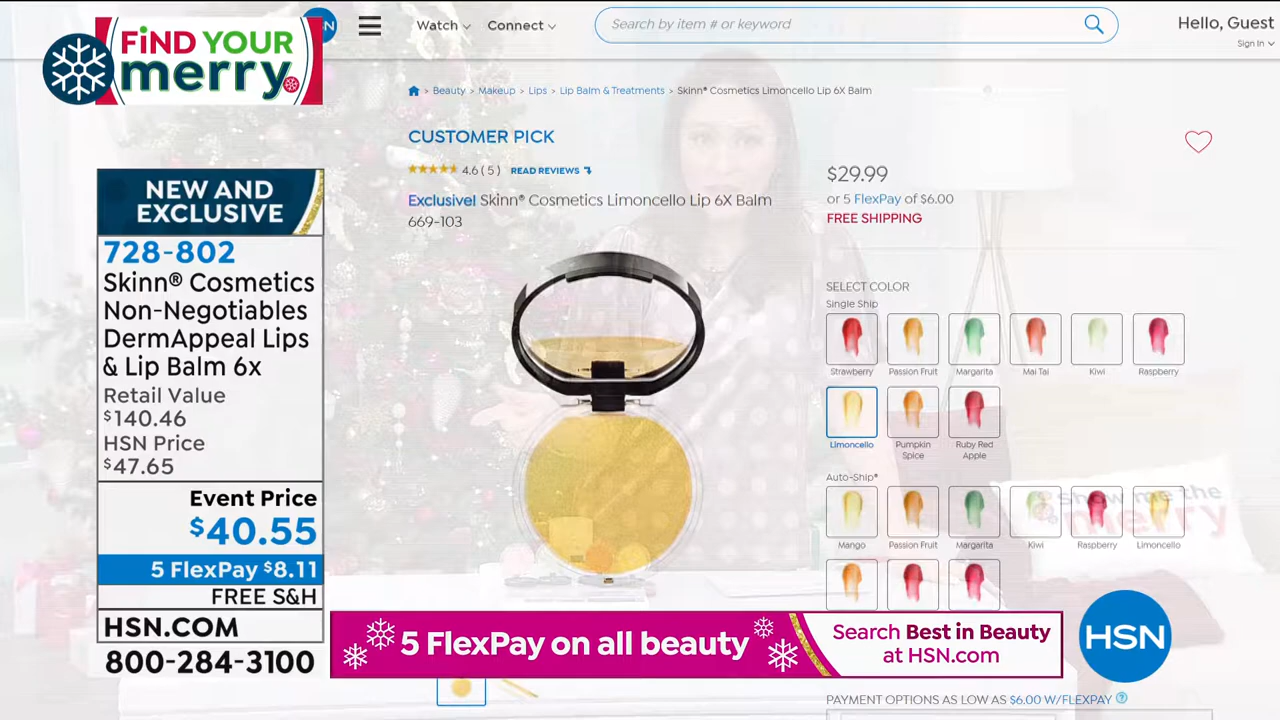 FiND YOUR
merry
NEW AND
EXCLUSIVE
728-802
Skinn® Cosmetics
Non-Negotiables
DermAppeal Lips
& Lip Balm 6x
Retail Value
$140.46
HSN Price
$47.65
Event Price
$40.55
5 FlexPay $8.11
FREE S&H
HSN.COM
800-284-3100
Watch
Connect
Search by item # or keyword
Hello, Guest
Sign In
> Beauty > Makeup > Lips > Lip Balm & Treatments > Skinn® Cosmetics Limoncello Lip 6X Balm
CUSTOMER PICK
4.6 ( 5 ) READ REVIEWS
Exclusive! Skinn® Cosmetics Limoncello Lip 6X Balm
669-103
$29.99
or 5 FlexPay of $6.00
FREE SHIPPING
SELECT COLOR
Single Ship
Strawberry
Passion Fruit
Margarita
Mai Tai
Kiwi
Raspberry
Limoncello
Pumpkin
Spice
Ruby Red
Apple
Auto-Ship®
Mango
Passion Fruit
Margarita
Kiwi
Raspberry
Limoncello
show me the
merry
5 FlexPay on all beauty
Search Best in Beauty
at HSN.com
HSN
PAYMENT OPTIONS AS LOW AS $6.00 W/FLEXPAY